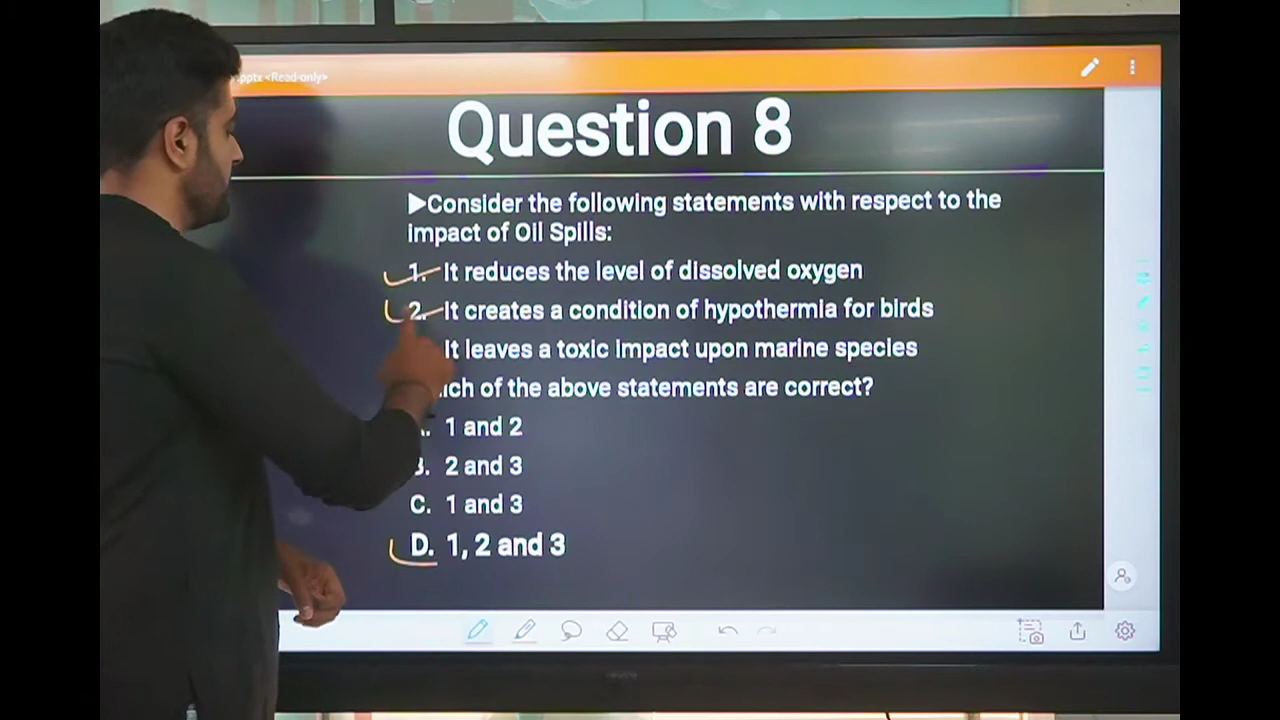 .pptx <Read-only>
Question 8
▶Consider the following statements with respect to the
impact of Oil Spills:
1. It reduces the level of dissolved oxygen
2. It creates a condition of hypothermia for birds
It leaves a toxic impact upon marine species
of the above statements are correct?
1 and 2
B. 2 and 3
C. 1 and 3
D. 1, 2 and 3